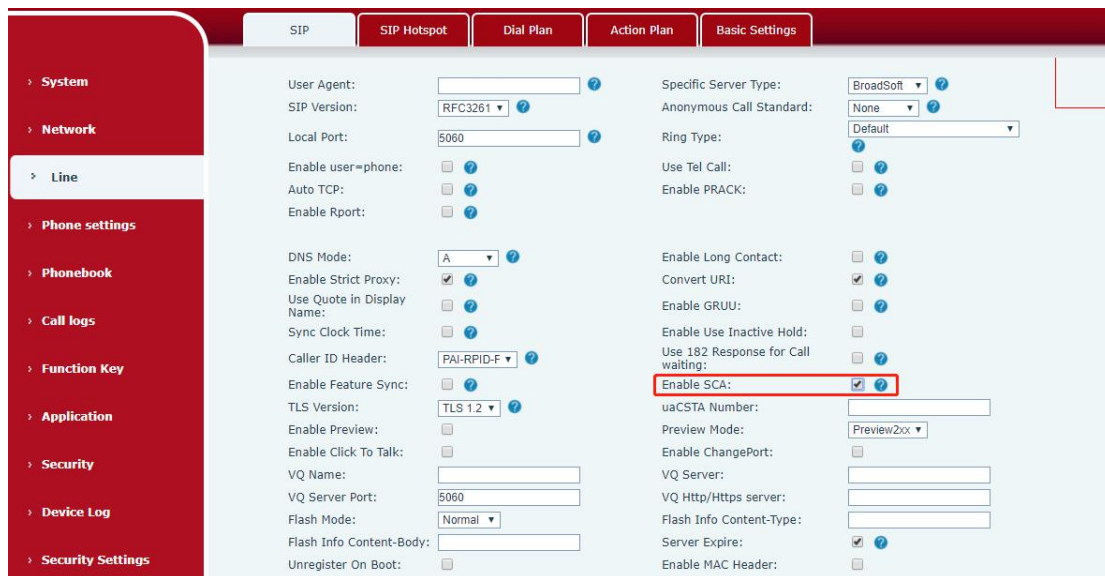 SIP
SIP Hotspot
Dial Plan
Action Plan
Basic Settings
› System
› Network
› Line
› Phone settings
› Phonebook
› Call logs
› Function Key
› Application
› Security
› Device Log
› Security Settings
User Agent:
Specific Server Type: BroadSoft
SIP Version: RFC3261
Anonymous Call Standard: None
Local Port: 5060
Ring Type: Default
Enable user=phone:
Use Tel Call:
Auto TCP:
Enable PRACK:
Enable Rport:
DNS Mode: A
Enable Long Contact:
Enable Strict Proxy:
Convert URI:
Use Quote in Display
Name:
Enable GRUU:
Sync Clock Time:
Enable Use Inactive Hold:
Caller ID Header: PAI-RPID-F
Use 182 Response for Call
waiting:
Enable Feature Sync:
Enable SCA:
TLS Version: TLS 1.2
uaCSTA Number:
Enable Preview:
Preview Mode: Preview2xx
Enable Click To Talk:
Enable ChangePort:
VQ Name:
VQ Server:
VQ Server Port: 5060
VQ Http/Https server:
Flash Mode: Normal
Flash Info Content-Type:
Flash Info Content-Body:
Server Expire:
Unregister On Boot:
Enable MAC Header: